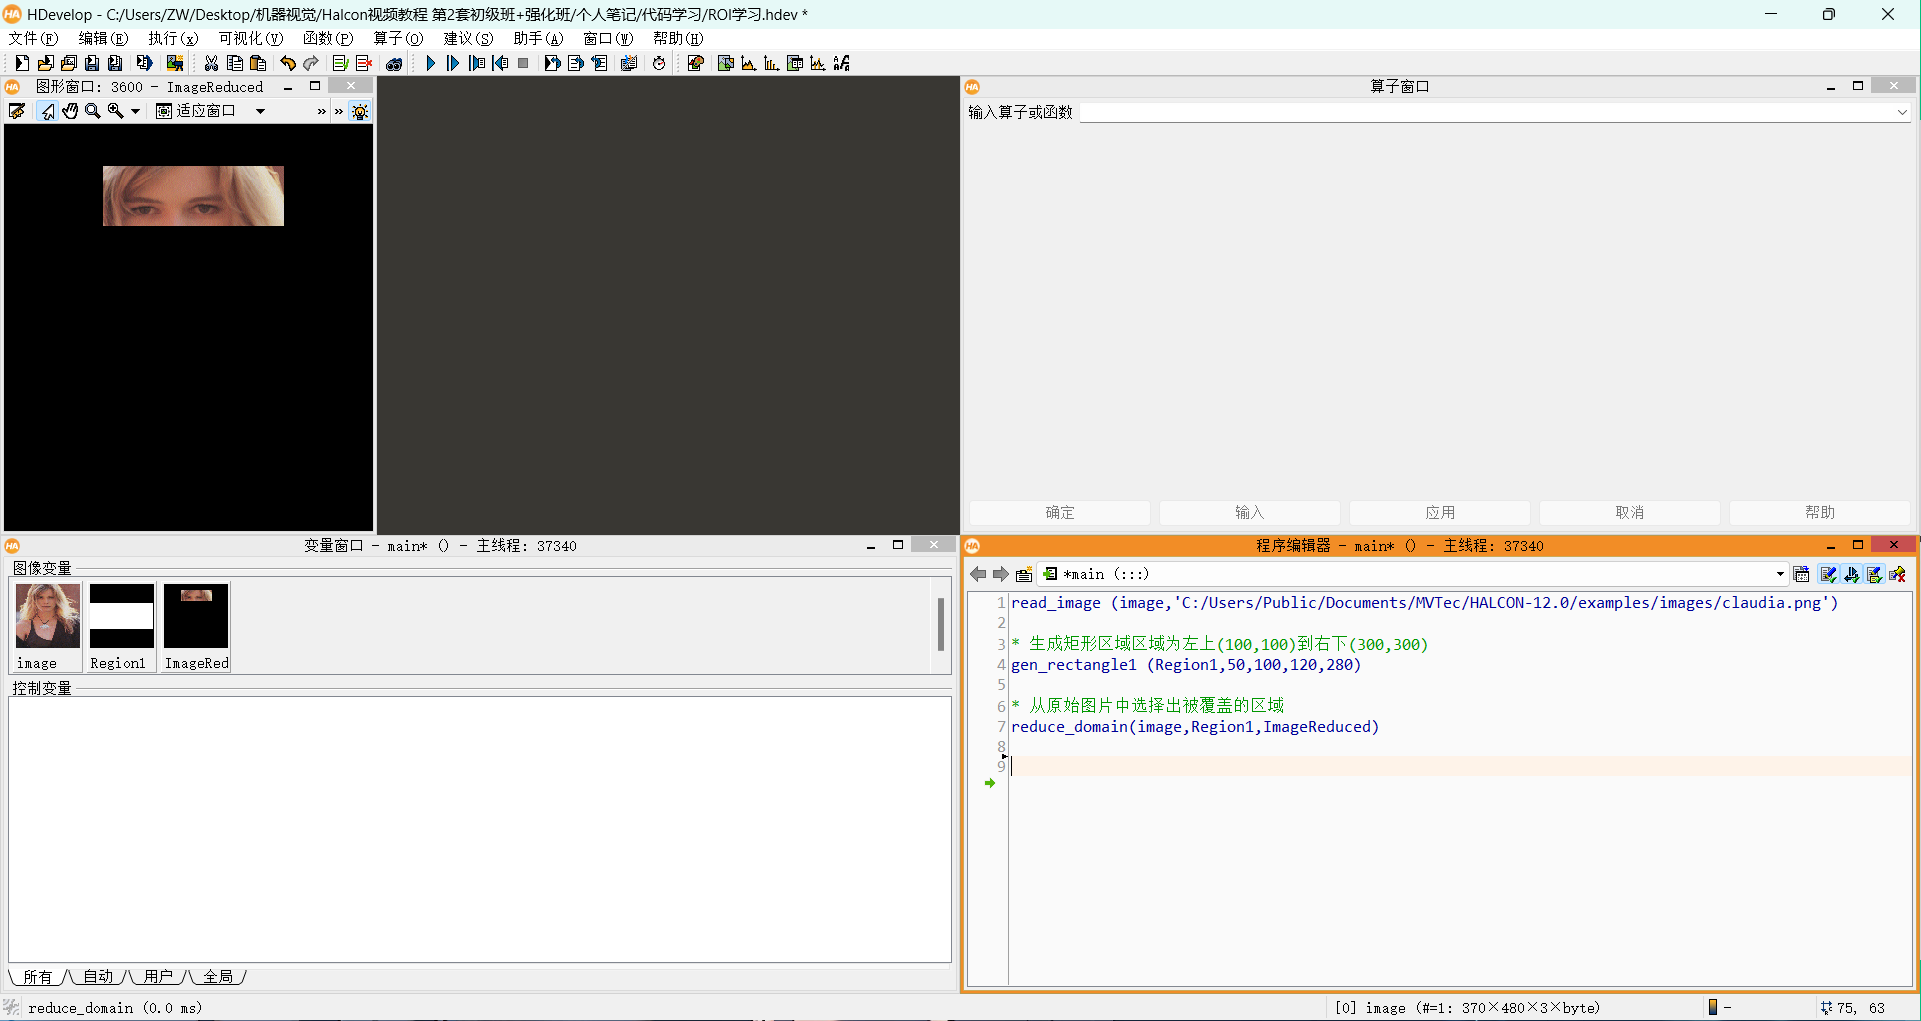 HDevelop - C:/Users/ZW/Desktop/机器视觉/Halcon视频教程 第2套初级班+强化班/个人笔记/代码学习/ROI学习.hdev *
文件(F) 编辑(E) 执行(x) 可视化(V) 函数(P) 算子(O) 建议(S) 助手(A) 窗口(W) 帮助(H)
图形窗口: 3600 - ImageReduced
适应窗口
算子窗口
输入算子或函数
确定 输入 应用 取消 帮助
变量窗口 - main* () - 主线程: 37340
图像变量
image Region1 ImageRed
控制变量
所有 自动 用户 全局
程序编辑器 - main* () - 主线程: 37340
*main (:::)
1 read_image (image,'C:/Users/Public/Documents/MVTec/HALCON-12.0/examples/images/claudia.png')
2
3 * 生成矩形区域区域为左上(100,100)到右下(300,300)
4 gen_rectangle1 (Region1,50,100,120,280)
5
6 * 从原始图片中选择出被覆盖的区域
7 reduce_domain(image,Region1,ImageReduced)
8
9
reduce_domain (0.0 ms)
[0] image (#=1: 370×480×3×byte)
-
75, 63